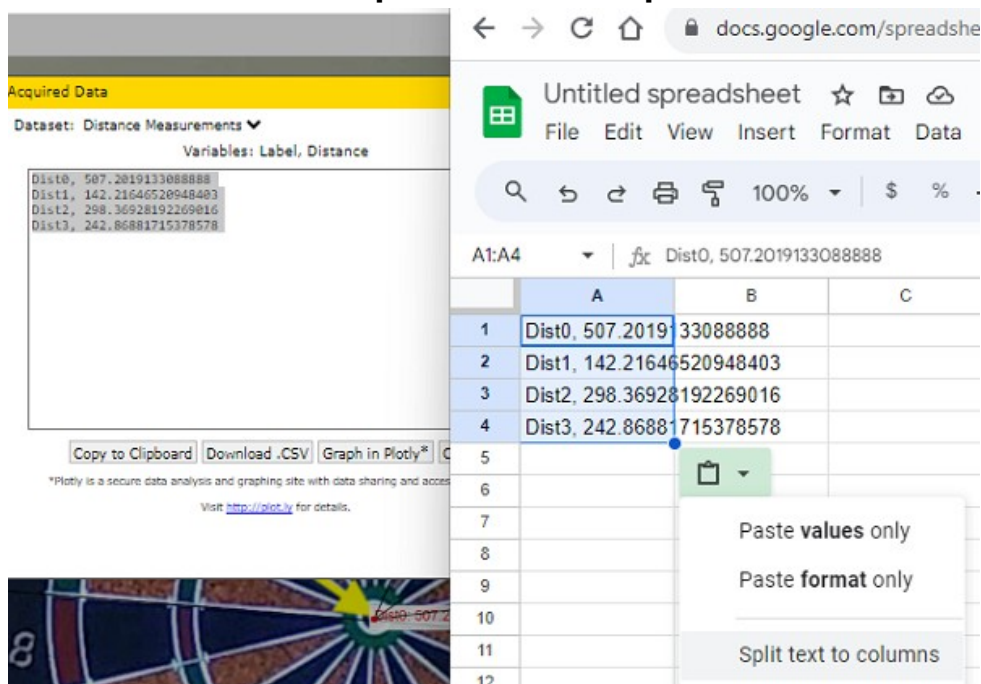 Acquired Data
Dataset: Distance Measurements
Variables: Label, Distance
Dist0, 507.2019133088888
Dist1, 142.21646520948403
Dist2, 298.36928192269016
Dist3, 242.86881715378578
Copy to Clipboard Download .CSV Graph in Plotly*
*Plotly is a secure data analysis and graphing site with data sharing and
Visit http://plot.ly for details.
8
Dist0: 507.2
docs.google.com/spreadshe
Untitled spreadsheet
File Edit View Insert Format Data
100% $ %
A1:A4 fx Dist0, 507.2019133088888
A B C
1 Dist0, 507.2019133088888
2 Dist1, 142.21646520948403
3 Dist2, 298.36928192269016
4 Dist3, 242.86881715378578
5
6
7 Paste values only
8
9 Paste format only
10
11 Split text to columns
12